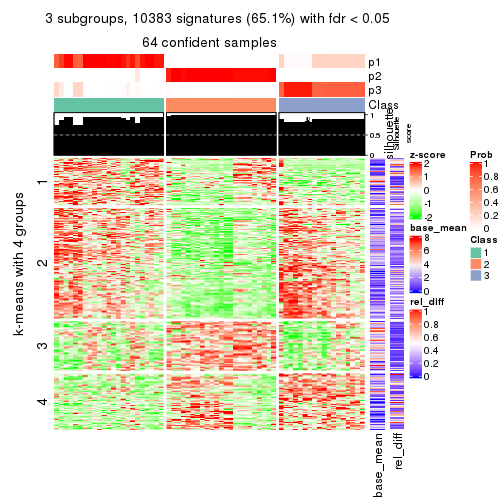 3 subgroups, 10383 signatures (65.1%) with fdr < 0.05
64 confident samples
p1
p2
p3
Class
1
0.5
0
silhouette
Silhouette
score
k-means with 4 groups
1
2
3
4
base_mean
rel_diff
z-score
2
1
0
-1
-2
base_mean
8
6
4
2
0
rel_diff
1
0.8
0.6
0.4
0.2
0
Prob
1
0.8
0.6
0.4
0.2
0
Class
1
2
3